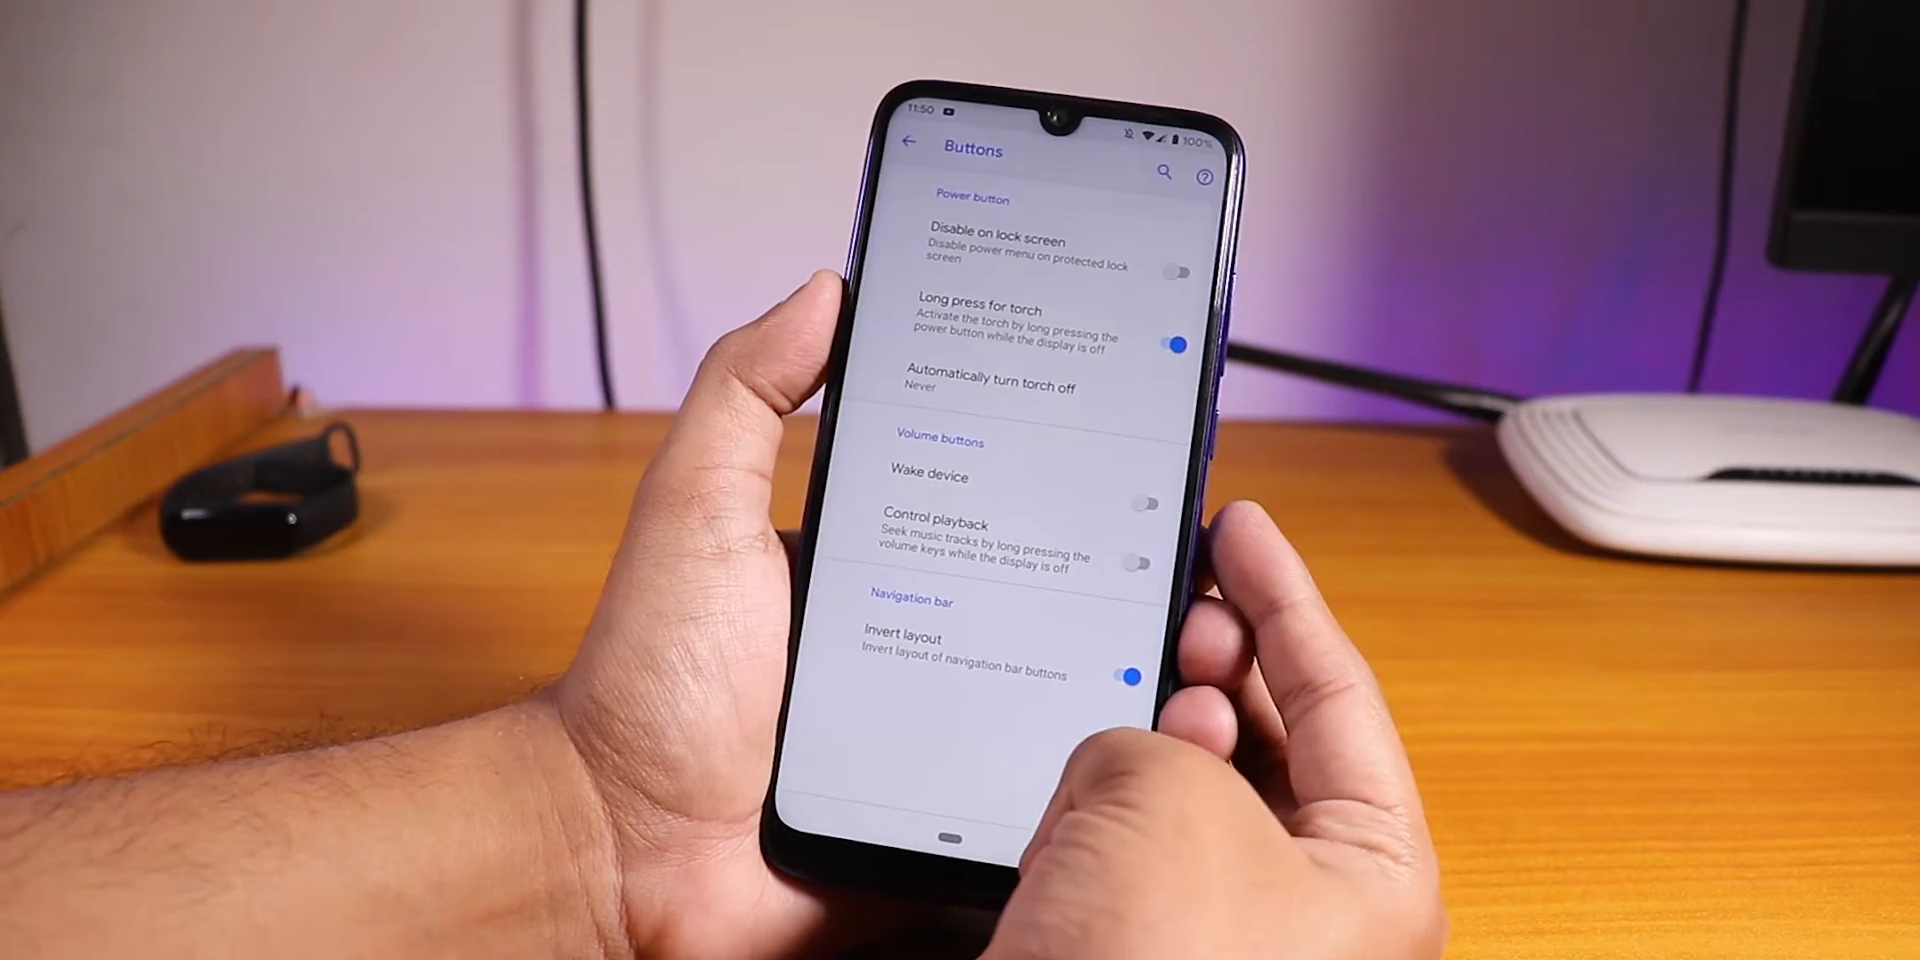 11:50
100%
Buttons
Power button
Disable on lock screen
Disable power menu on protected lock
screen
Long press for torch
Activate the torch by long pressing the
power button while the display is off
Automatically turn torch off
Never
Volume buttons
Wake device
Control playback
Seek music tracks by long pressing the
volume keys while the display is off
Navigation bar
Invert layout
Invert layout of navigation bar buttons